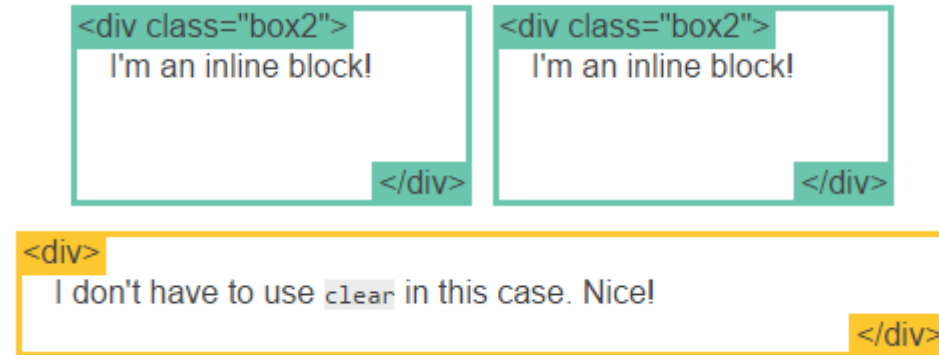 <div class="box2">
I'm an inline block!
</div>
<div class="box2">
I'm an inline block!
</div>
<div>
I don't have to use clear in this case. Nice!
</div>